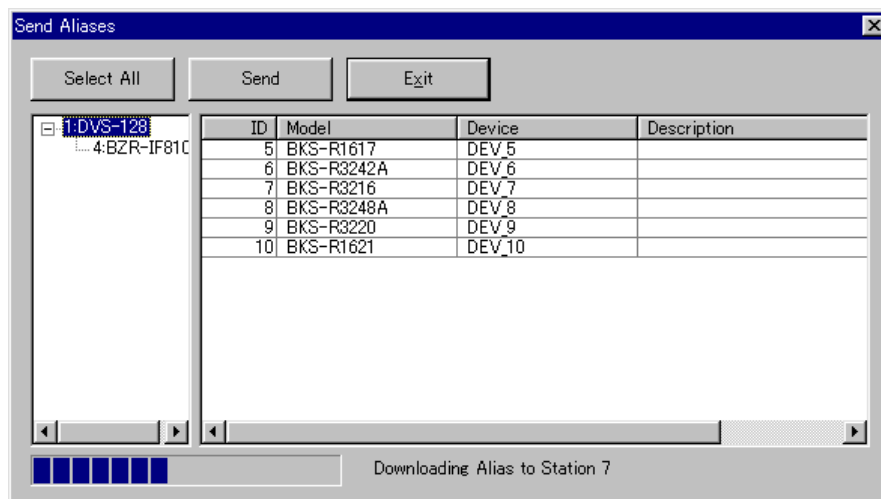 Send Aliases
Select All Send Exit
1:DVS-128
4:BZR-IF810
ID Model Device Description
5 BKS-R1617 DEV_5
6 BKS-R3242A DEV_6
7 BKS-R3216 DEV_7
8 BKS-R3248A DEV_8
9 BKS-R3220 DEV_9
10 BKS-R1621 DEV_10
Downloading Alias to Station 7